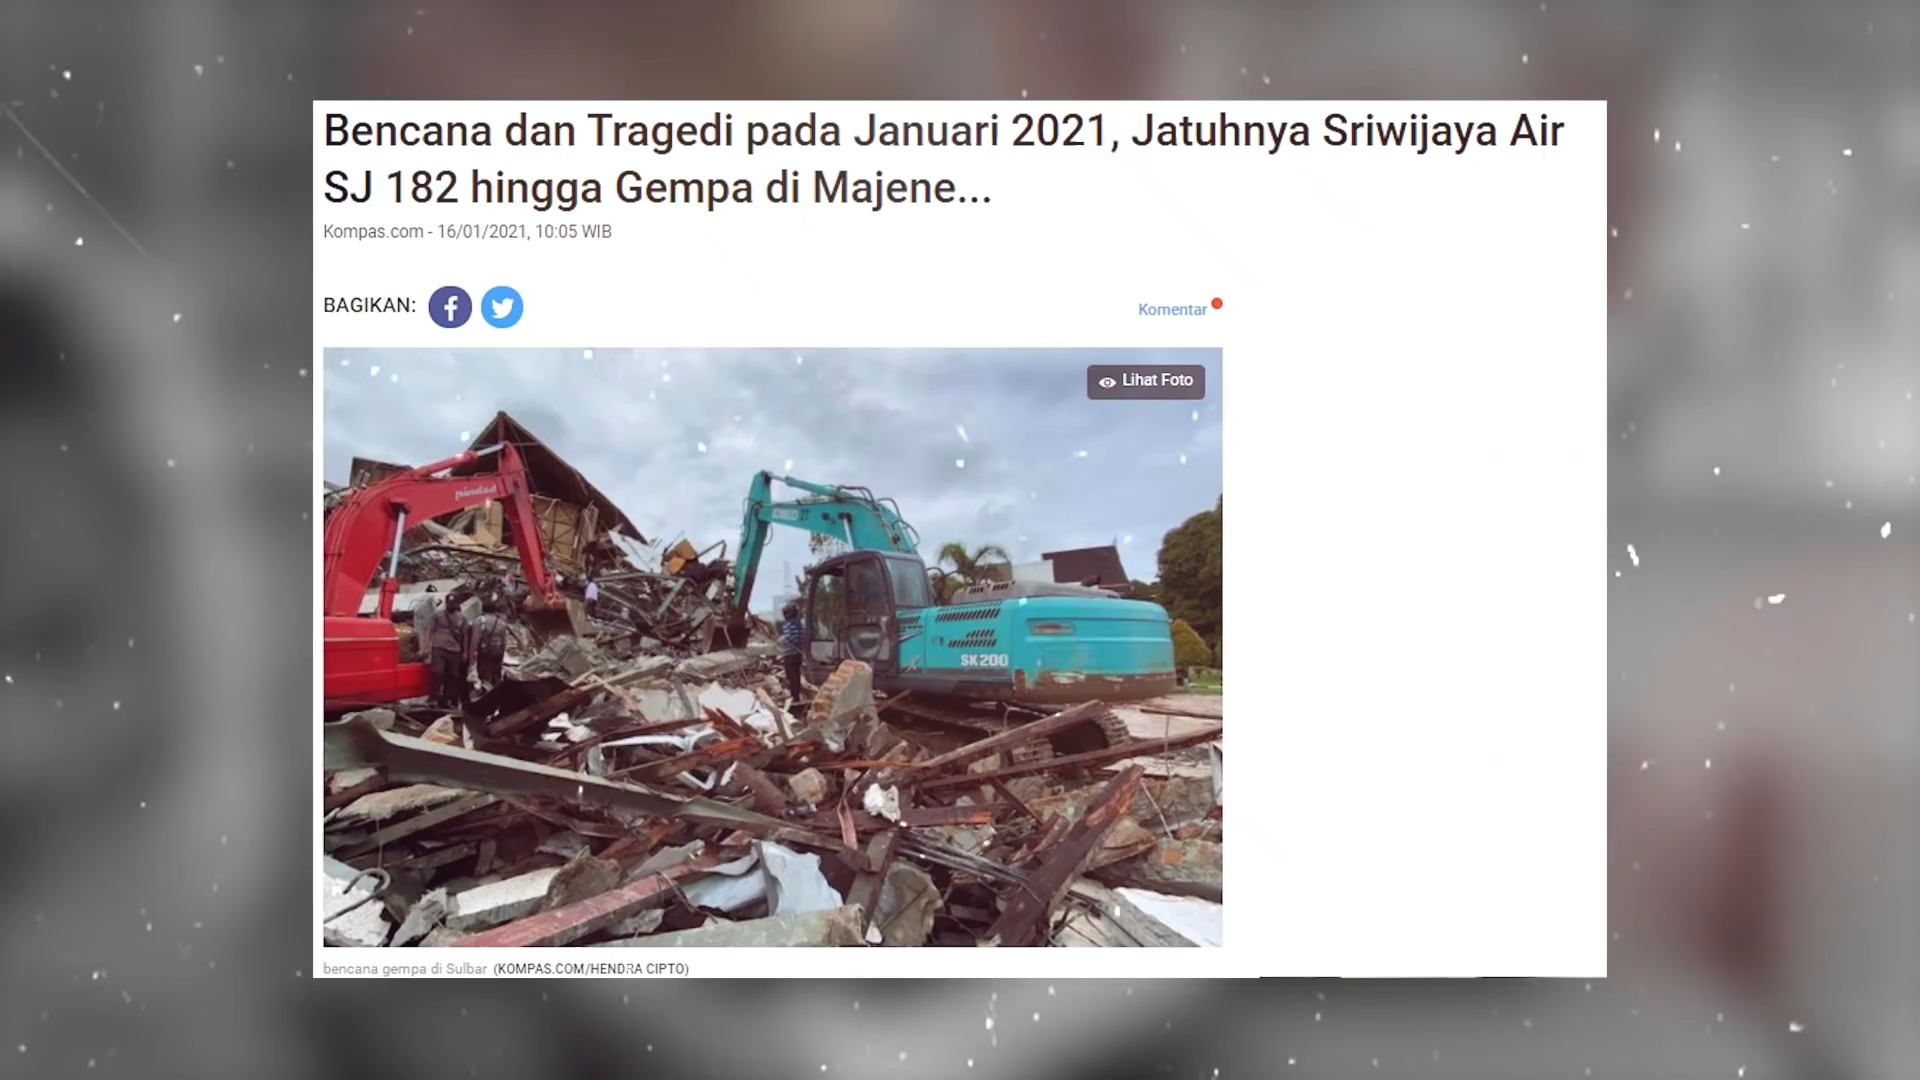 Bencana dan Tragedi pada Januari 2021, Jatuhnya Sriwijaya Air
SJ 182 hingga Gempa di Majene...
Kompas.com - 16/01/2021, 10:05 WIB
BAGIKAN:
Komentar
Lihat Foto
pindad
SK200
bencana gempa di Sulbar (KOMPAS.COM/HENDRA CIPTO)